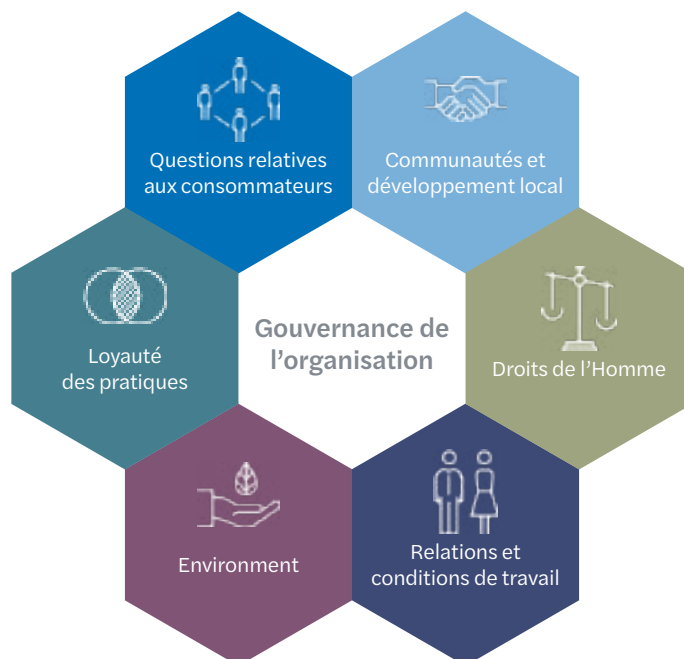 Questions relatives
aux consommateurs
Communautés et
développement local
Loyauté
des pratiques
Gouvernance de
l’organisation
Droits de l’Homme
Environment
Relations et
conditions de travail